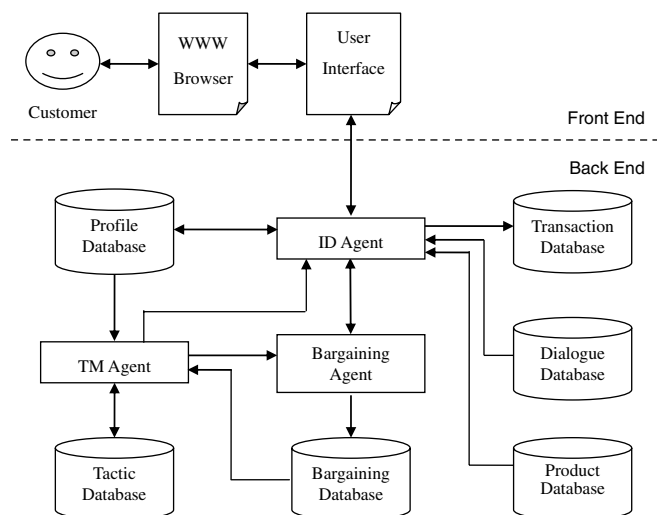 WWW
Browser
User
Interface
Customer
Front End
Back End
Profile
Database
ID Agent
Transaction
Database
TM Agent
Bargaining
Agent
Dialogue
Database
Tactic
Database
Bargaining
Database
Product
Database